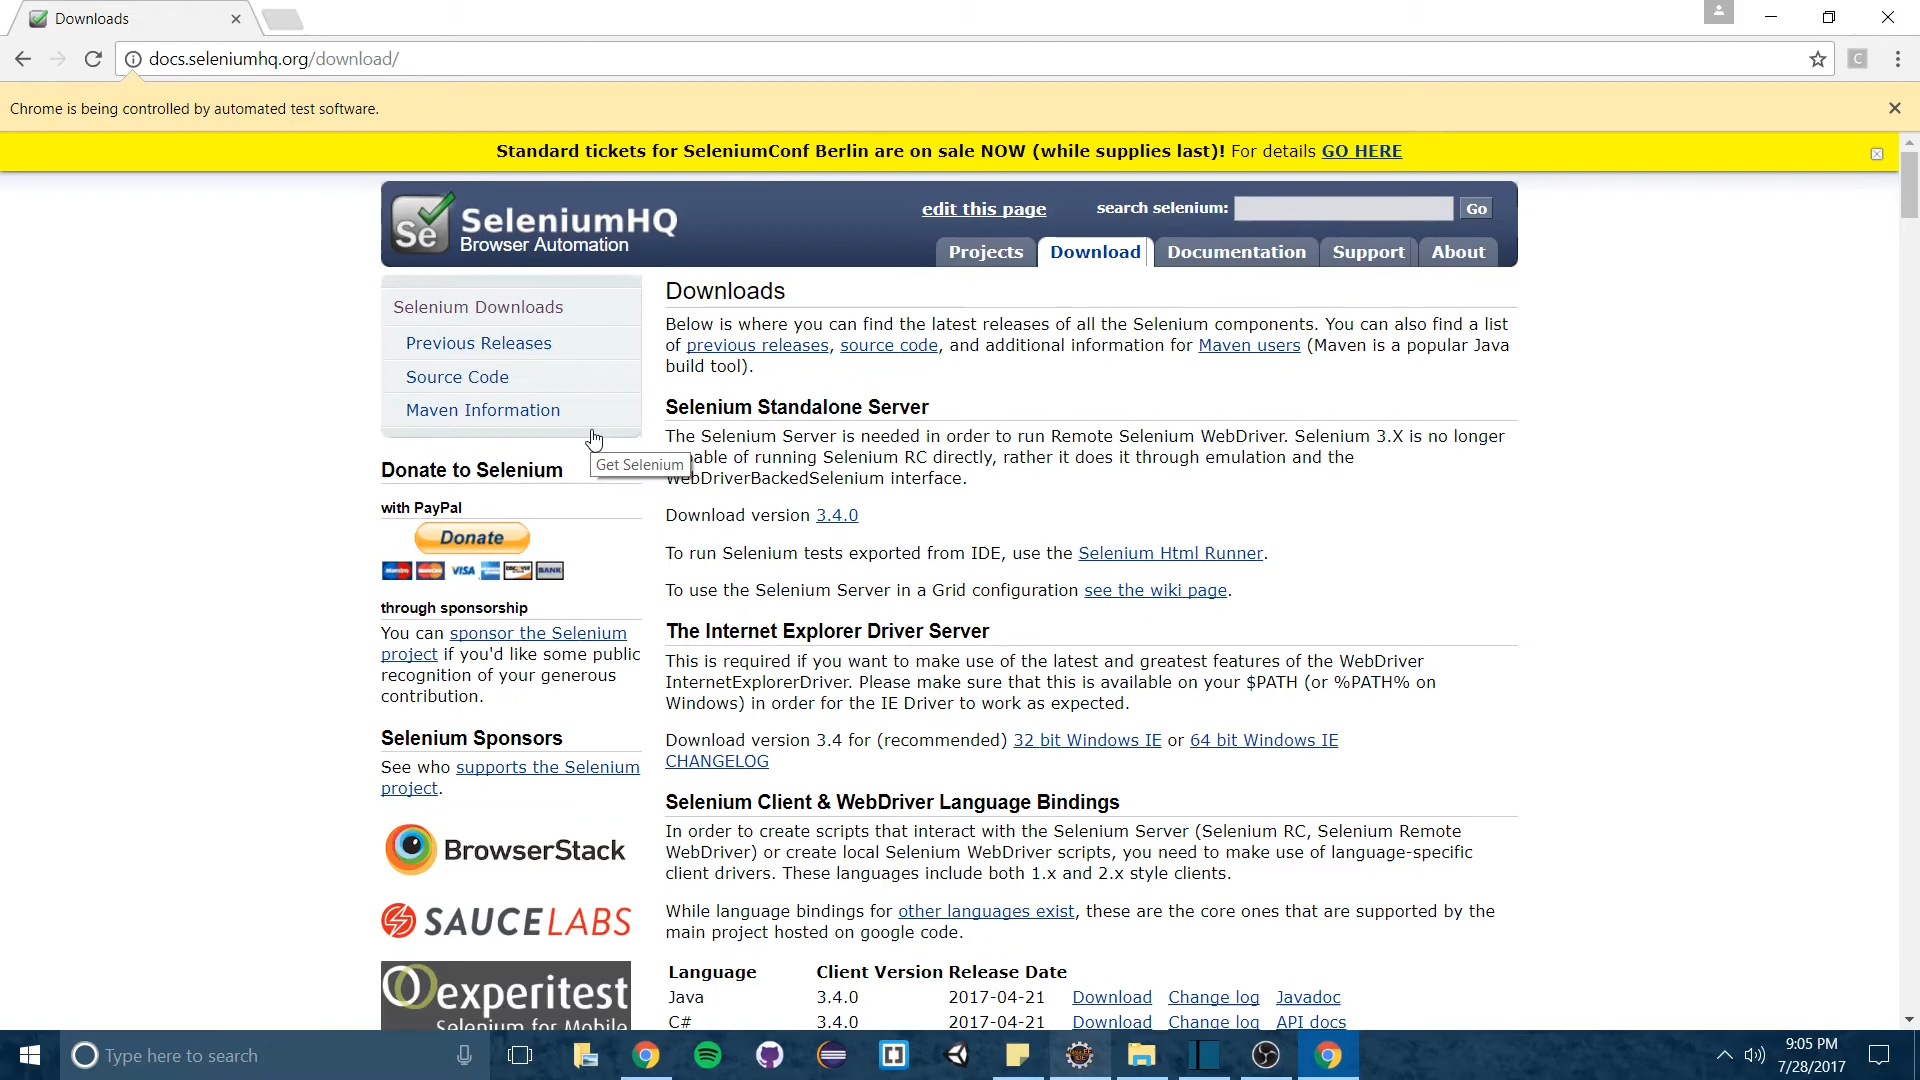 Downloads
docs.seleniumhq.org/download/
C
Chrome is being controlled by automated test software.
Standard tickets for SeleniumConf Berlin are on sale NOW (while supplies last)! For details GO HERE
Se
SeleniumHQ
Browser Automation
edit this page
search selenium:
Go
Projects
Download
Documentation
Support
About
Selenium Downloads
Previous Releases
Source Code
Maven Information
Get Selenium
Donate to Selenium
with PayPal
Donate
VISA
BANK
through sponsorship
You can sponsor the Selenium
project if you'd like some public
recognition of your generous
contribution.
Selenium Sponsors
See who supports the Selenium
project.
BrowserStack
SAUCELABS
experitest
Selenium for Mobile
Downloads
Below is where you can find the latest releases of all the Selenium components. You can also find a list
of previous releases, source code, and additional information for Maven users (Maven is a popular Java
build tool).
Selenium Standalone Server
The Selenium Server is needed in order to run Remote Selenium WebDriver. Selenium 3.X is no longer
able of running Selenium RC directly, rather it does it through emulation and the
WebDriverBackedSelenium interface.
Download version 3.4.0
To run Selenium tests exported from IDE, use the Selenium Html Runner.
To use the Selenium Server in a Grid configuration see the wiki page.
The Internet Explorer Driver Server
This is required if you want to make use of the latest and greatest features of the WebDriver
InternetExplorerDriver. Please make sure that this is available on your $PATH (or %PATH% on
Windows) in order for the IE Driver to work as expected.
Download version 3.4 for (recommended) 32 bit Windows IE or 64 bit Windows IE
CHANGELOG
Selenium Client & WebDriver Language Bindings
In order to create scripts that interact with the Selenium Server (Selenium RC, Selenium Remote
WebDriver) or create local Selenium WebDriver scripts, you need to make use of language-specific
client drivers. These languages include both 1.x and 2.x style clients.
While language bindings for other languages exist, these are the core ones that are supported by the
main project hosted on google code.
Language Client Version Release Date
Java 3.4.0 2017-04-21 Download Change log Javadoc
C# 3.4.0 2017-04-21 Download Change log API docs
Type here to search
9:05 PM
7/28/2017